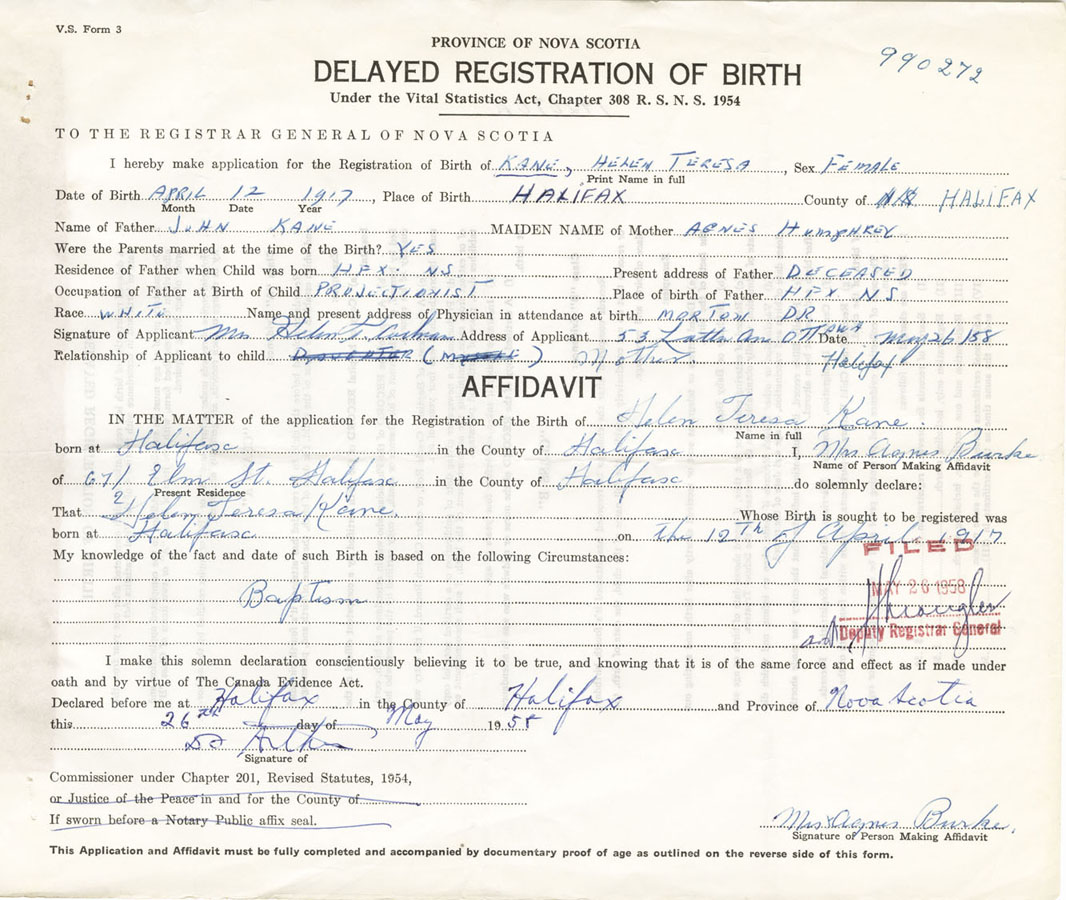 V.S. Form 3
990272
PROVINCE OF NOVA SCOTIA
DELAYED REGISTRATION OF BIRTH
Under the Vital Statistics Act, Chapter 308 R. S. N. S. 1954
TO THE REGISTRAR GENERAL OF NOVA SCOTIA
I hereby make application for the Registration of Birth of KANE, HELEN TERESA, Sex FEMALE
Print Name in full
Date of Birth APRIL 12 1917, Place of Birth HALIFAX County of HALIFAX
Month Date Year
Name of Father JOHN KANE MAIDEN NAME of Mother AGNES HUMPHREY
Were the Parents married at the time of the Birth? YES
Residence of Father when Child was born HFX. NS Present address of Father DECEASED
Occupation of Father at Birth of Child PROJECTIONIST Place of birth of Father HFX NS
Race WHITE Name and present address of Physician in attendance at birth MORTON DR
Signature of Applicant Mrs Helen T. Address of Applicant 53 Ave OTTAWA Date May 26/58
Relationship of Applicant to child DAUGHTER ( ) Mother Halifax
AFFIDAVIT
IN THE MATTER of the application for the Registration of the Birth of Helen Teresa Kane.
Name in full
born at Halifax in the County of Halifax I, Mrs Agnes Burke
Name of Person Making Affidavit
of 671 Elm St. Halifax in the County of Halifax do solemnly declare:
Present Residence
That Helen Teresa Kane. Whose Birth is sought to be registered was
born at Halifax on the 12th of April 1917
FILED
My knowledge of the fact and date of such Birth is based on the following Circumstances:
MAY 26 1958
Baptism
Deputy Registrar General
I make this solemn declaration conscientiously believing it to be true, and knowing that it is of the same force and effect as if made under
oath and by virtue of The Canada Evidence Act.
Declared before me at Halifax in the County of Halifax and Province of Nova Scotia
this 26th day of May 1958
Signature of
Commissioner under Chapter 201, Revised Statutes, 1954,
or Justice of the Peace in and for the County of
If sworn before a Notary Public affix seal.
Mrs Agnes Burke.
Signature of Person Making Affidavit
This Application and Affidavit must be fully completed and accompanied by documentary proof of age as outlined on the reverse side of this form.